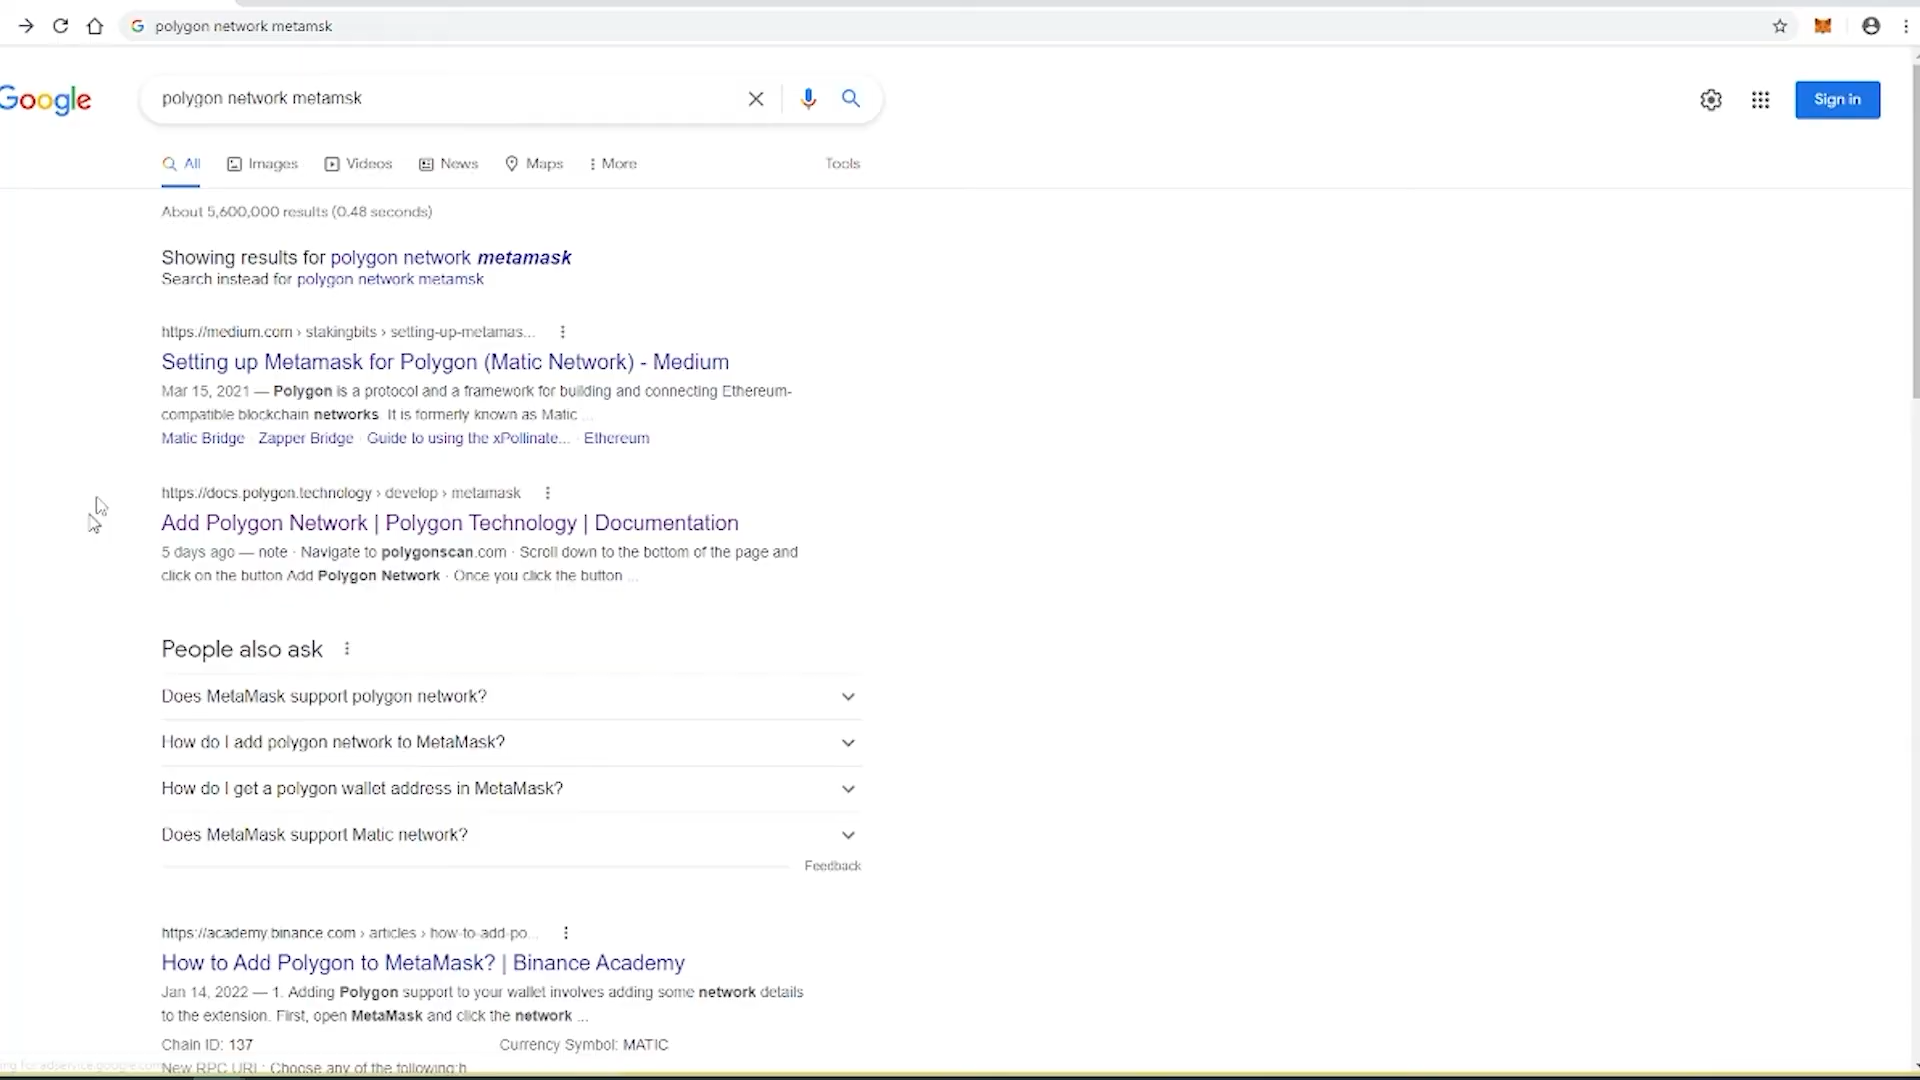 polygon network metamsk
Google
polygon network metamsk
Sign in
All Images Videos News Maps More Tools
About 5,600,000 results (0.48 seconds)
Showing results for polygon network metamask
Search instead for polygon network metamsk
https://medium.com › stakingbits › setting-up-metamas...
Setting up Metamask for Polygon (Matic Network) - Medium
Mar 15, 2021 — Polygon is a protocol and a framework for building and connecting Ethereum-
compatible blockchain networks. It is formerly known as Matic ...
Matic Bridge · Zapper Bridge · Guide to using the xPollinate... · Ethereum
https://docs.polygon.technology › develop › metamask
Add Polygon Network | Polygon Technology | Documentation
5 days ago — note · Navigate to polygonscan.com · Scroll down to the bottom of the page and
click on the button Add Polygon Network · Once you click the button ...
People also ask
Does MetaMask support polygon network?
How do I add polygon network to MetaMask?
How do I get a polygon wallet address in MetaMask?
Does MetaMask support Matic network?
Feedback
https://academy.binance.com › articles › how-to-add-po...
How to Add Polygon to MetaMask? | Binance Academy
Jan 14, 2022 — 1. Adding Polygon support to your wallet involves adding some network details
to the extension. First, open MetaMask and click the network ...
Chain ID: 137 Currency Symbol: MATIC
New RPC URL: Choose any of the following:h